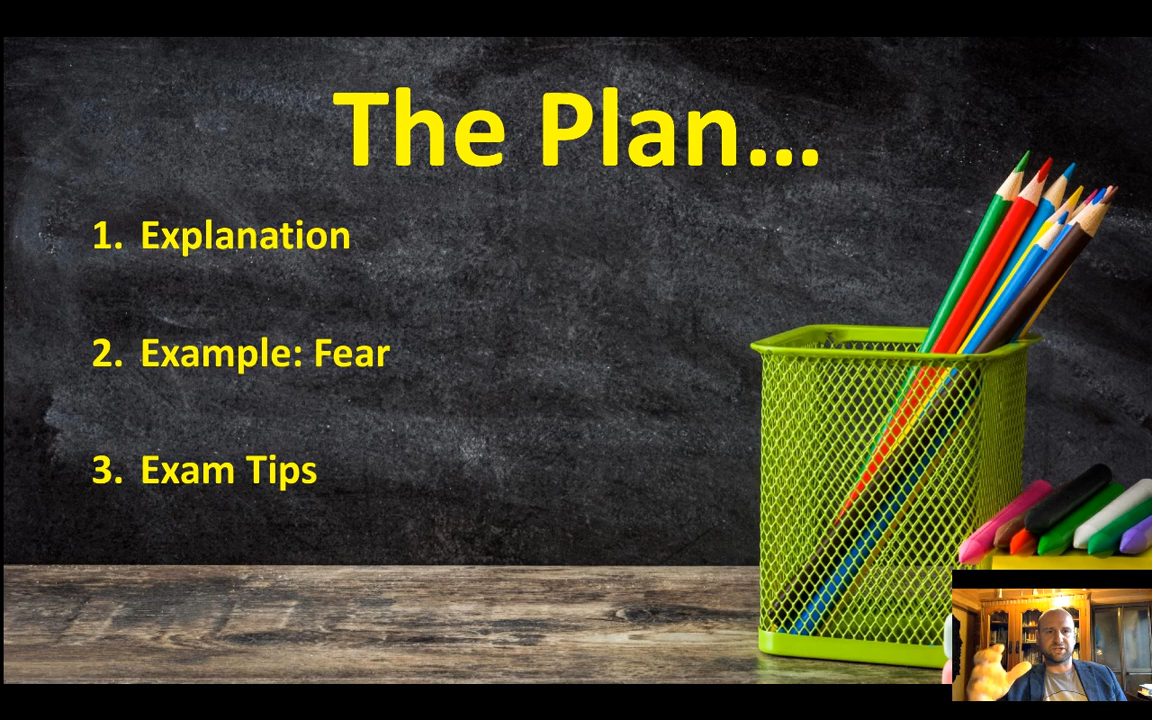 The Plan...
1. Explanation
2. Example: Fear
3. Exam Tips